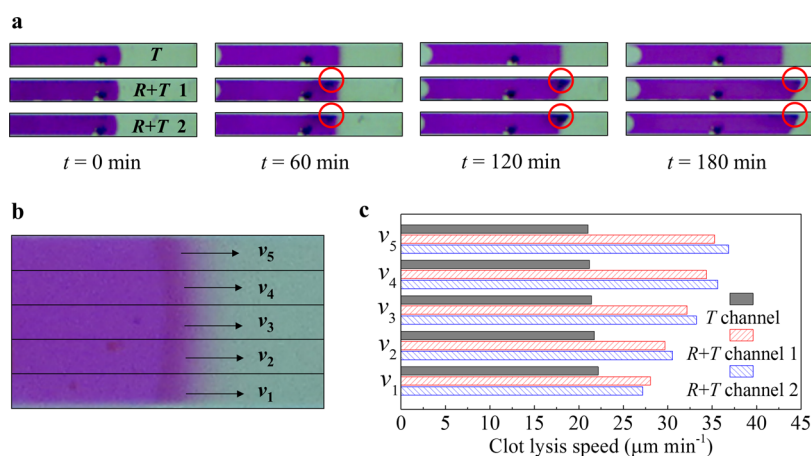 a
T
R+T 1
R+T 2
t = 0 min
t = 60 min
t = 120 min
t = 180 min
b
v5
v4
v3
v2
v1
c
v5
v4
v3
v2
v1
T channel
R+T channel 1
R+T channel 2
0 5 10 15 20 25 30 35 40 45
Clot lysis speed (μm min⁻¹)